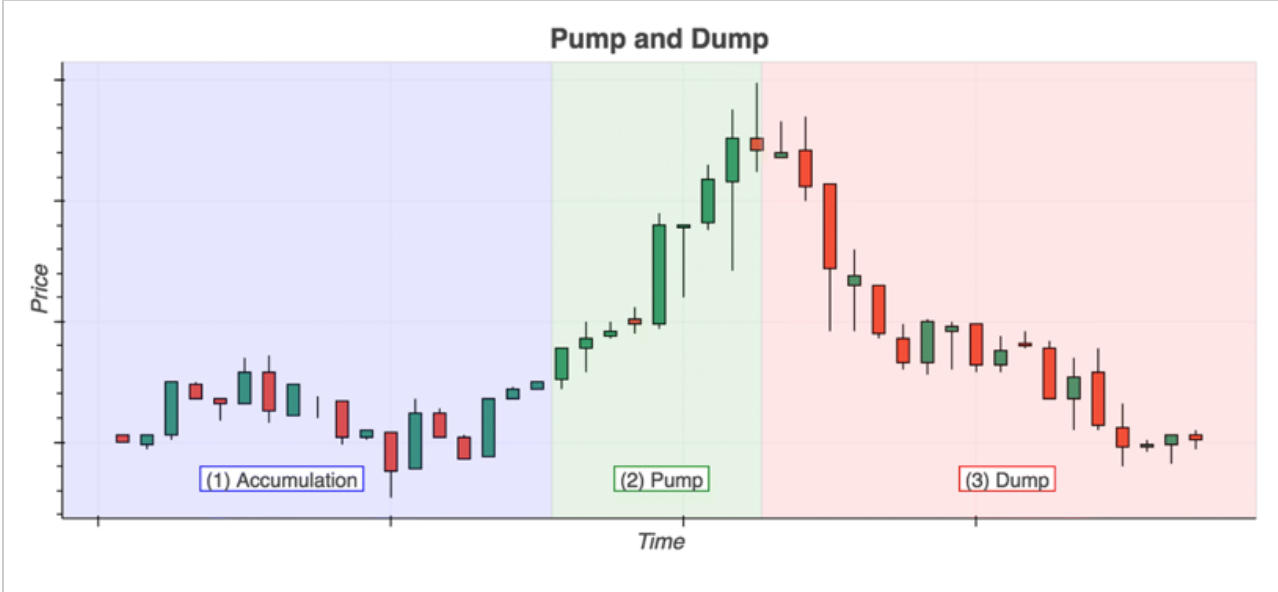 Pump and Dump
Price
(1) Accumulation
(2) Pump
(3) Dump
Time